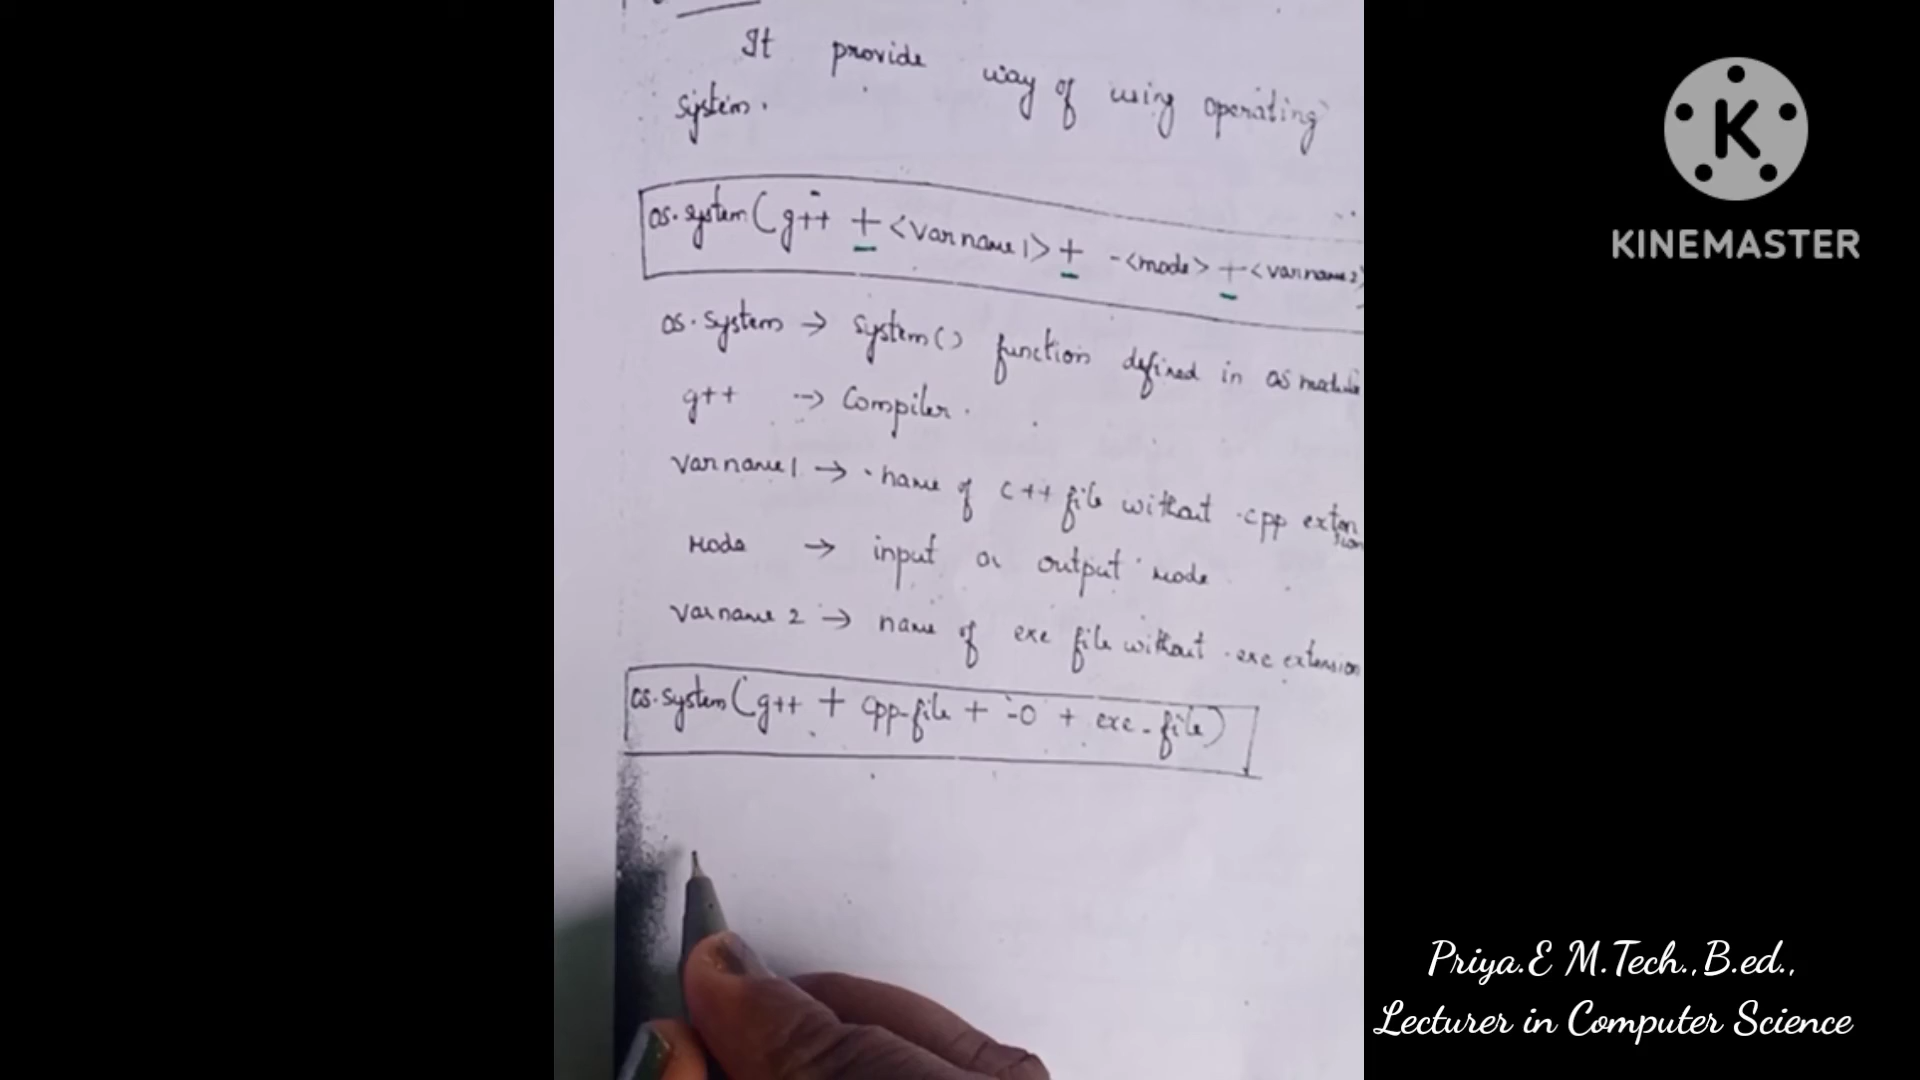 It provide way of using operating
system.
os.system(g++ + <varname1> + -<mode> + <varname2>
os.system → system() function defined in os module
g++ → Compiler.
varname1 → name of c++ file without .cpp extension
Mode → input or output mode
varname 2 → name of exe file without .exe extension
os.system(g++ + cpp-file + -o + exe-file)
K
KINEMASTER
Priya.E M.Tech.,B.ed.,
Lecturer in Computer Science